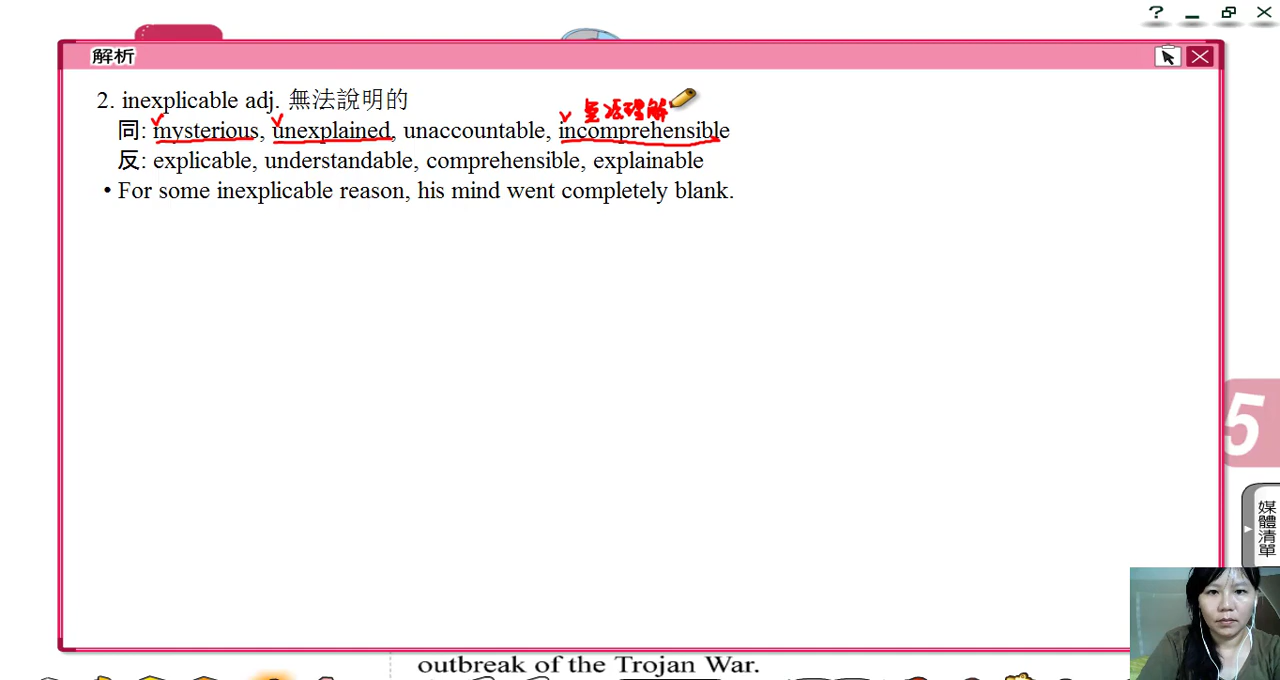 ?
解析
2. inexplicable adj. 無法說明的
無法理解
同: mysterious, unexplained, unaccountable, incomprehensible
反: explicable, understandable, comprehensible, explainable
• For some inexplicable reason, his mind went completely blank.
5
媒體清單
outbreak of the Trojan War.